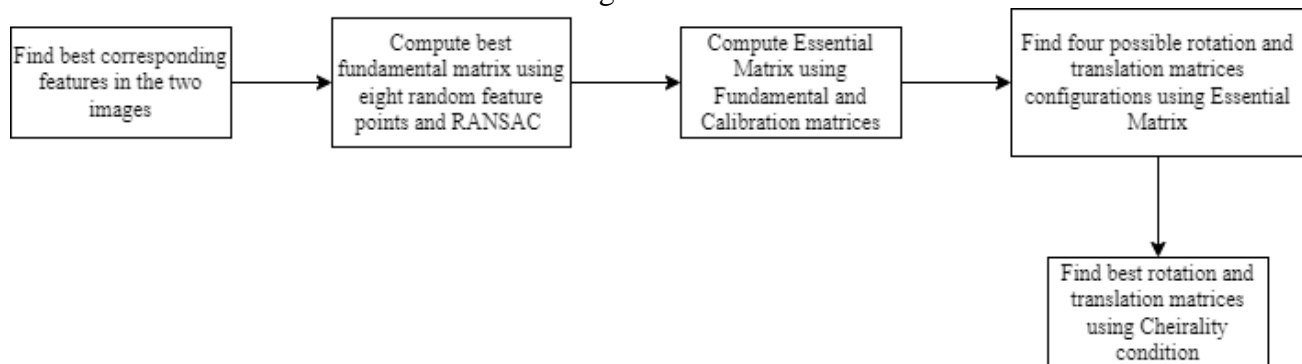 Find best corresponding
features in the two
images
Compute best
fundamental matrix using
eight random feature
points and RANSAC
Compute Essential
Matrix using
Fundamental and
Calibration matrices
Find four possible rotation and
translation matrices
configurations using Essential
Matrix
Find best rotation and
translation matrices
using Cheirality
condition